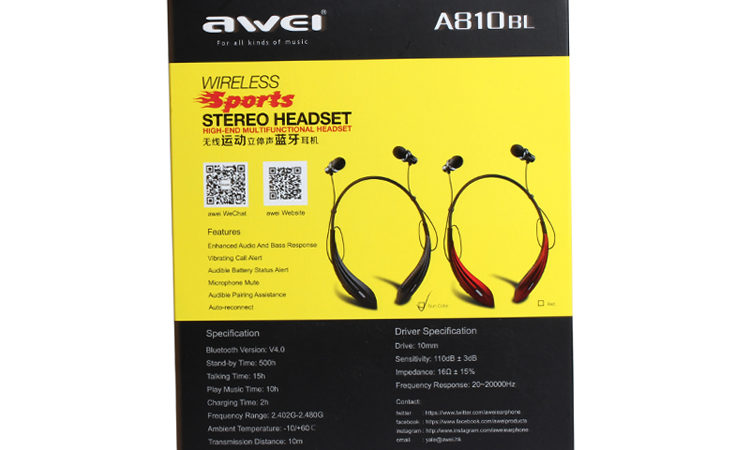 awei
A810BL
For all kinds of music
WIRELESS
Sports
STEREO HEADSET
HIGH-END MULTIFUNCTIONAL HEADSET
无线运动立体声蓝牙耳机
awei WeChat
awei Website
Features
Enhanced Audio And Bass Response
Vibrating Call Alert
Audible Battery Status Alert
Microphone Mute
Audible Pairing Assistance
Auto-reconnect
Red
Specification
Bluetooth Version: V4.0
Stand-by Time: 500h
Talking Time: 15h
Play Music Time: 10h
Charging Time: 2h
Frequency Range: 2.402G-2.480G
Ambient Temperature: -10/+60℃
Transmission Distance: 10m
Driver Specification
Drive: 10mm
Sensitivity: 110dB ± 3dB
Impedance: 16Ω ± 15%
Frequency Response: 20~20000Hz
Contact:
twitter : https://www.twitter.com/aweiearphone
facebook : https://www.facebook.com/aweiproducts
instagram : http://www.instagram.com/aweiearphone
email : yale@awei.hk